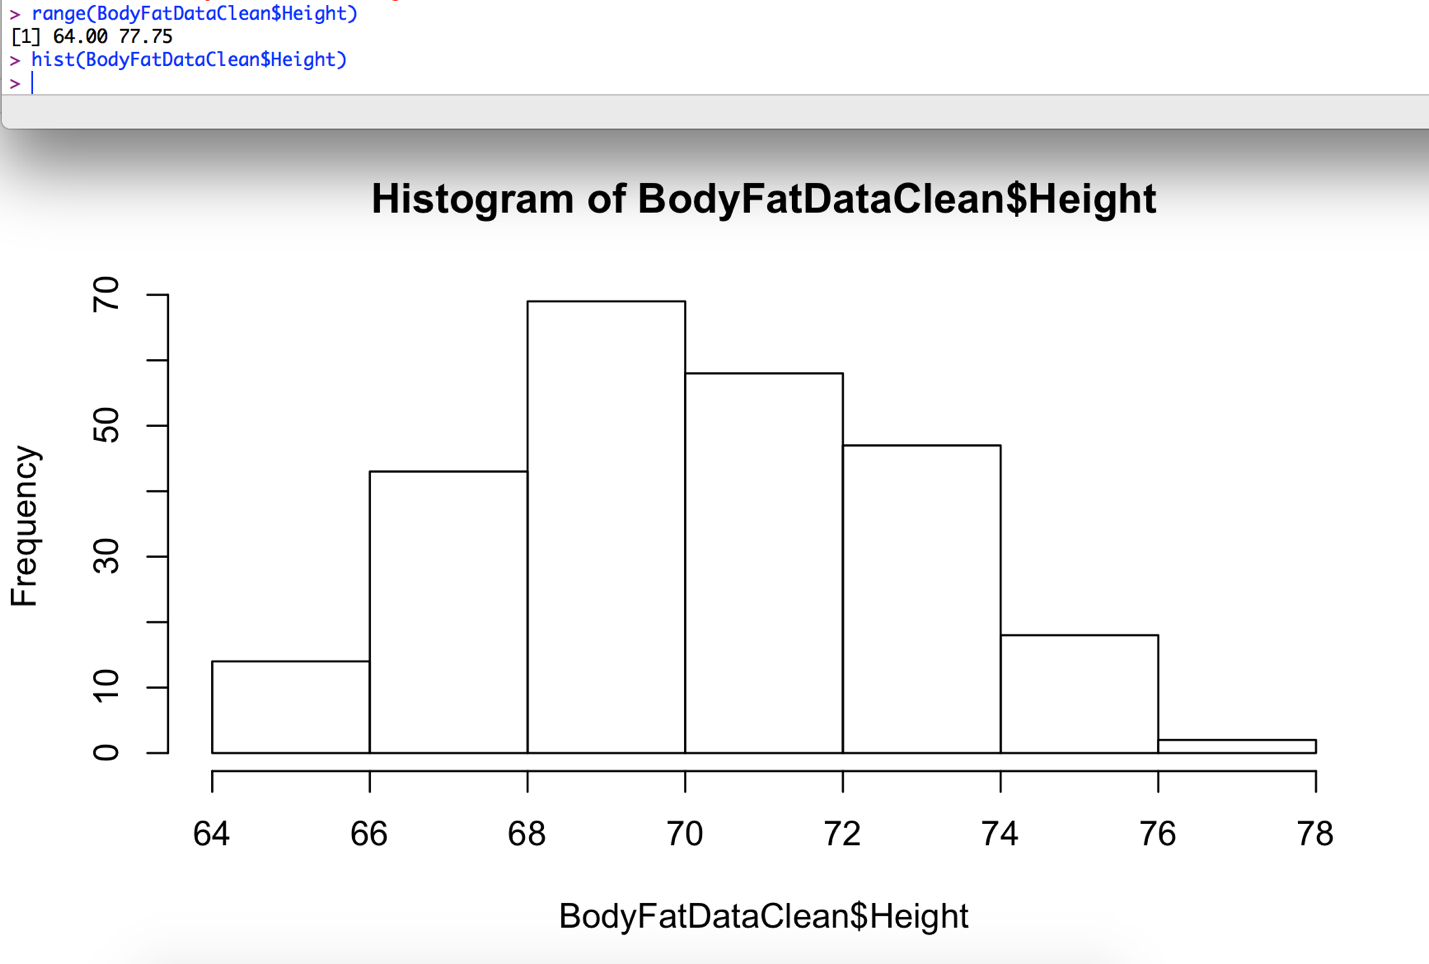 > range(BodyFatDataClean$Height)
[1] 64.00 77.75
> hist(BodyFatDataClean$Height)
>
Histogram of BodyFatDataClean$Height
Frequency
70
50
30
10
0
64 66 68 70 72 74 76 78
BodyFatDataClean$Height